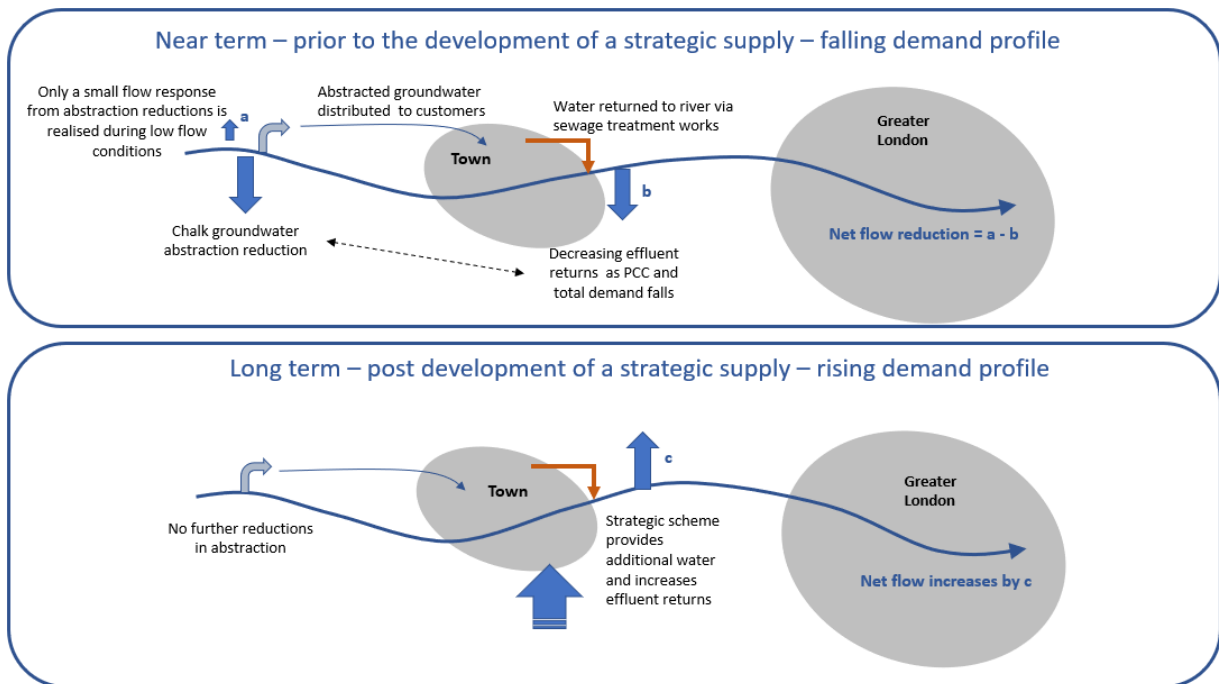 Near term – prior to the development of a strategic supply – falling demand profile
Only a small flow response
from abstraction reductions is
realised during low flow
conditions
a
Abstracted groundwater
distributed to customers
Water returned to river via
sewage treatment works
Greater
London
Town
b
Chalk groundwater
abstraction reduction
Decreasing effluent
returns as PCC and
total demand falls
Net flow reduction = a - b
Long term – post development of a strategic supply – rising demand profile
c
Town
Greater
London
No further reductions
in abstraction
Strategic scheme
provides
additional water
and increases
effluent returns
Net flow increases by c